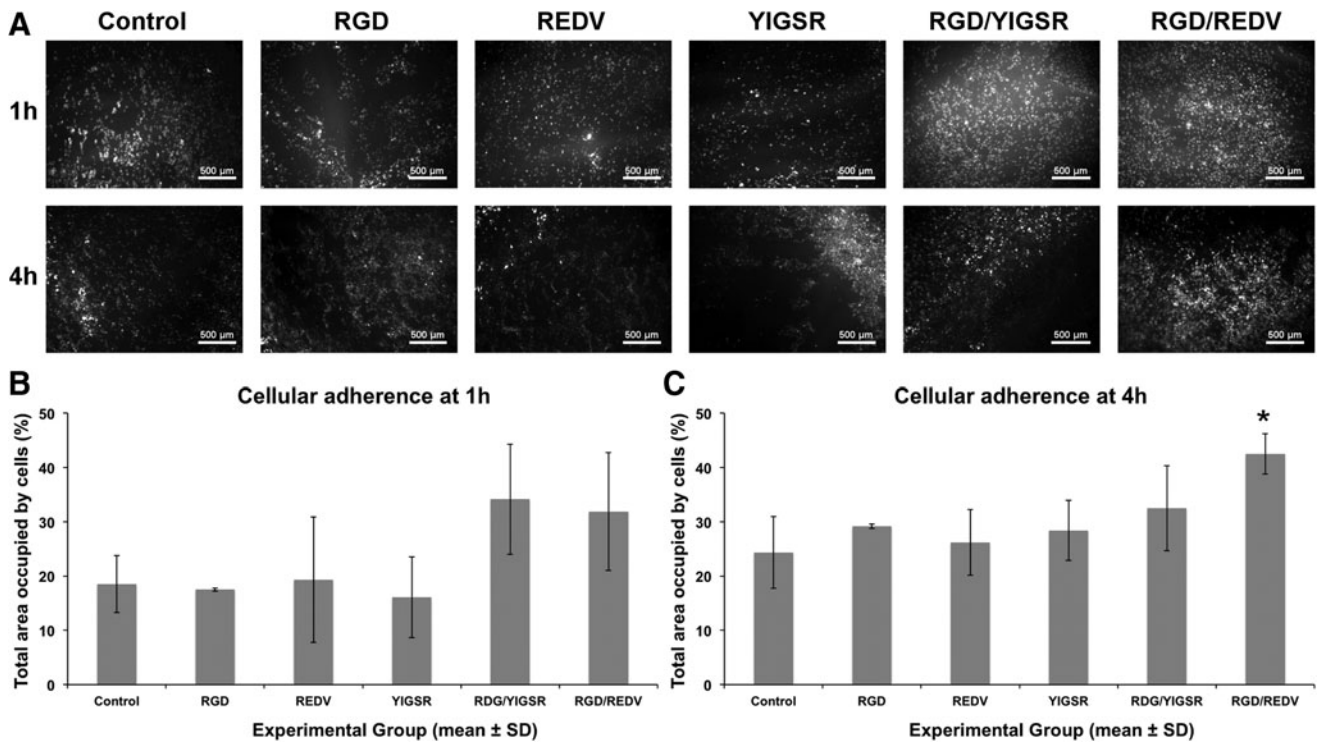 A
Control RGD REDV YIGSR RGD/YIGSR RGD/REDV
1h
500 µm 500 µm 500 µm 500 µm 500 µm 500 µm
4h
500 µm 500 µm 500 µm 500 µm 500 µm 500 µm
B
Cellular adherence at 1h
Total area occupied by cells (%)
50
40
30
20
10
0
Control RGD REDV YIGSR RDG/YIGSR RGD/REDV
Experimental Group (mean ± SD)
C
Cellular adherence at 4h
Total area occupied by cells (%)
50
40
30
20
10
0
*
Control RGD REDV YIGSR RDG/YIGSR RGD/REDV
Experimental Group (mean ± SD)